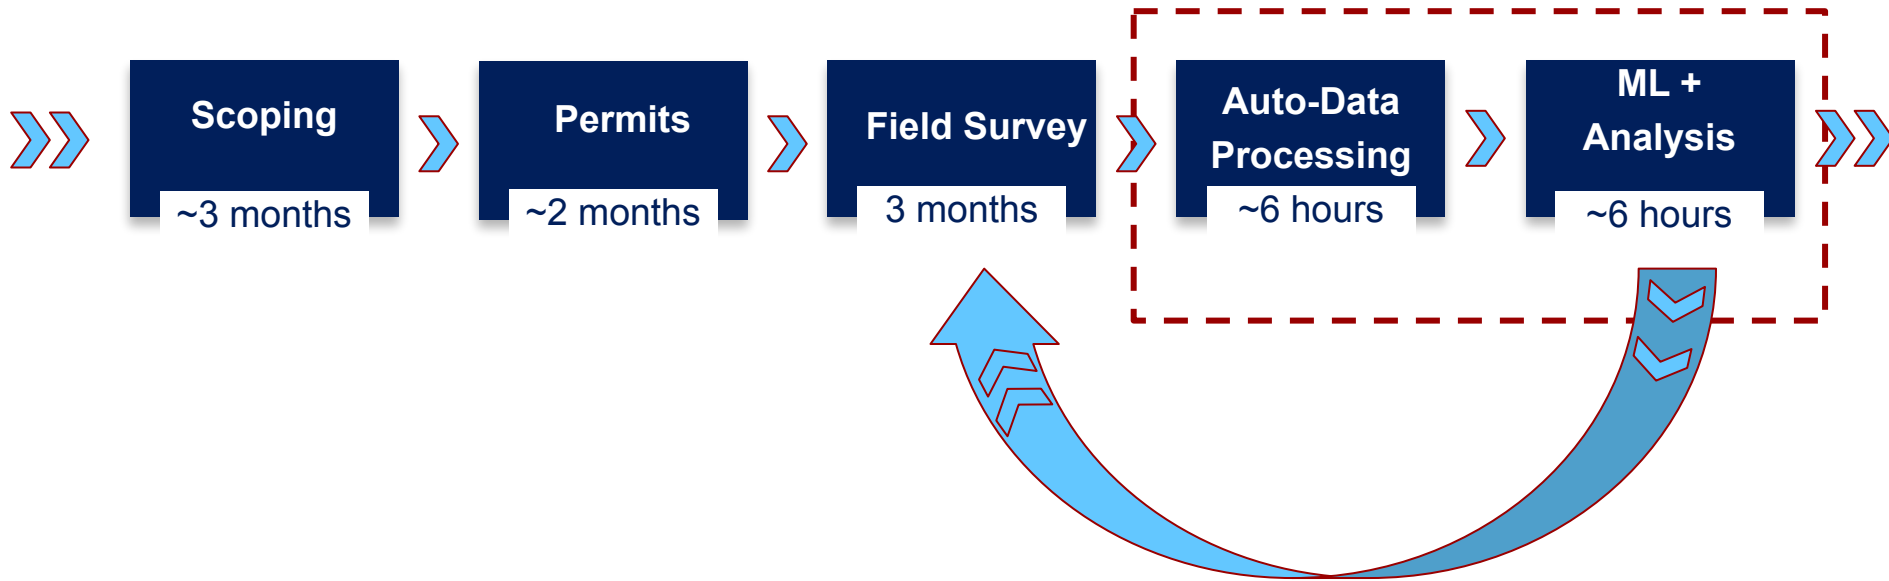 Scoping
~3 months
Permits
~2 months
Field Survey
3 months
Auto-Data
Processing
~6 hours
ML +
Analysis
~6 hours